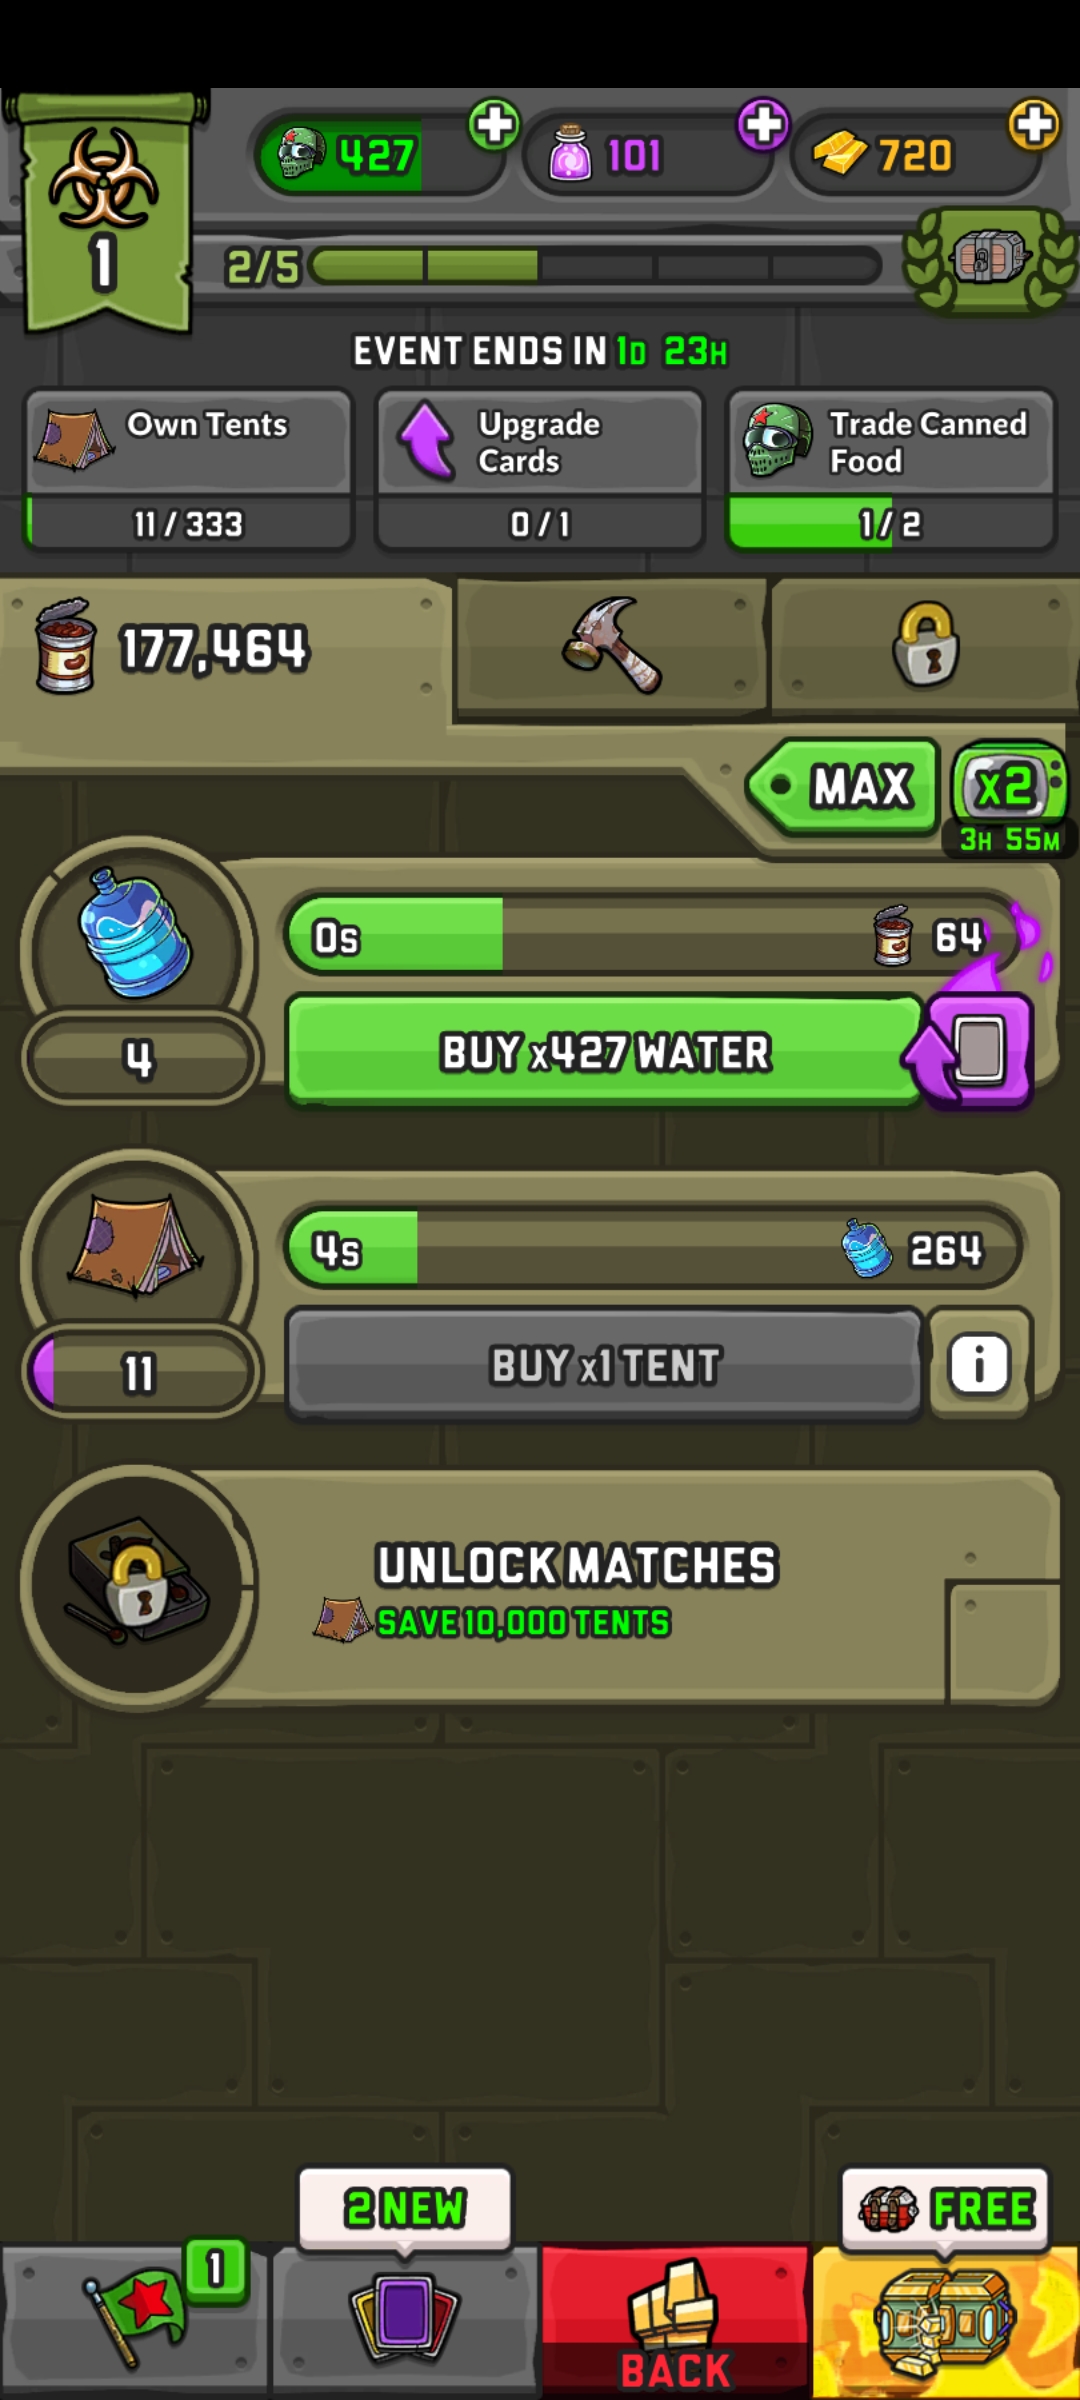 427
101
720
1
2/5
EVENT ENDS IN 1D 23H
Own Tents
11 / 333
Upgrade
Cards
0 / 1
Trade Canned
Food
1 / 2
177,464
MAX
x2
3H 55M
0s
64
4
BUY x427 WATER
4s
264
11
BUY x1 TENT
i
UNLOCK MATCHES
SAVE 10,000 TENTS
2 NEW
FREE
1
BACK